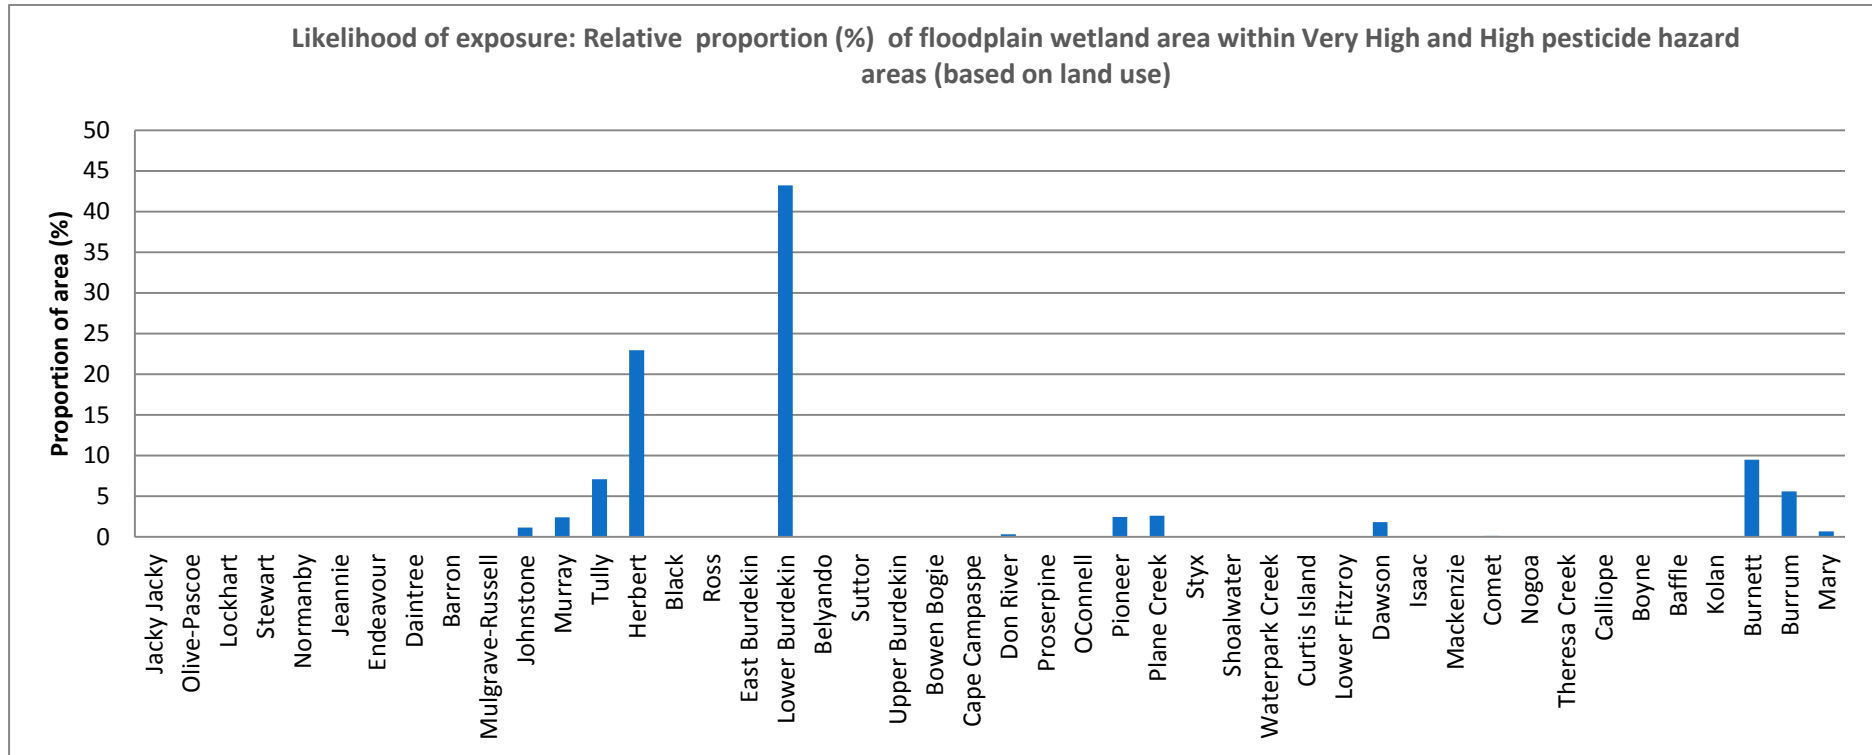 Likelihood of exposure: Relative  proportion (%)  of floodplain wetland area within Very High and High pesticide hazard
areas (based on land use)
Proportion of area (%)
50
45
40
35
30
25
20
15
10
5
0
Jacky Jacky
Olive-Pascoe
Lockhart
Stewart
Normanby
Jeannie
Endeavour
Daintree
Barron
Mulgrave-Russell
Johnstone
Murray
Tully
Herbert
Black
Ross
East Burdekin
Lower Burdekin
Belyando
Suttor
Upper Burdekin
Bowen Bogie
Cape Campaspe
Don River
Proserpine
OConnell
Pioneer
Plane Creek
Styx
Shoalwater
Waterpark Creek
Curtis Island
Lower Fitzroy
Dawson
Isaac
Mackenzie
Comet
Nogoa
Theresa Creek
Calliope
Boyne
Baffle
Kolan
Burnett
Burrum
Mary